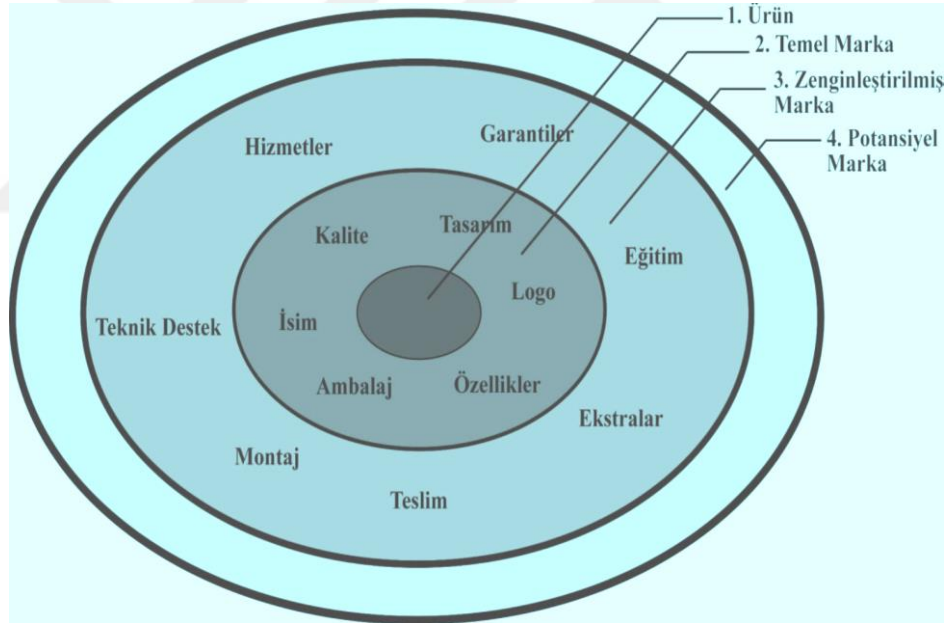 1. Ürün
2. Temel Marka
3. Zenginleştirilmiş
Marka
4. Potansiyel
Marka
Garantiler
Hizmetler
Tasarım
Kalite
Eğitim
Logo
İsim
Teknik Destek
Özellikler
Ambalaj
Ekstralar
Montaj
Teslim